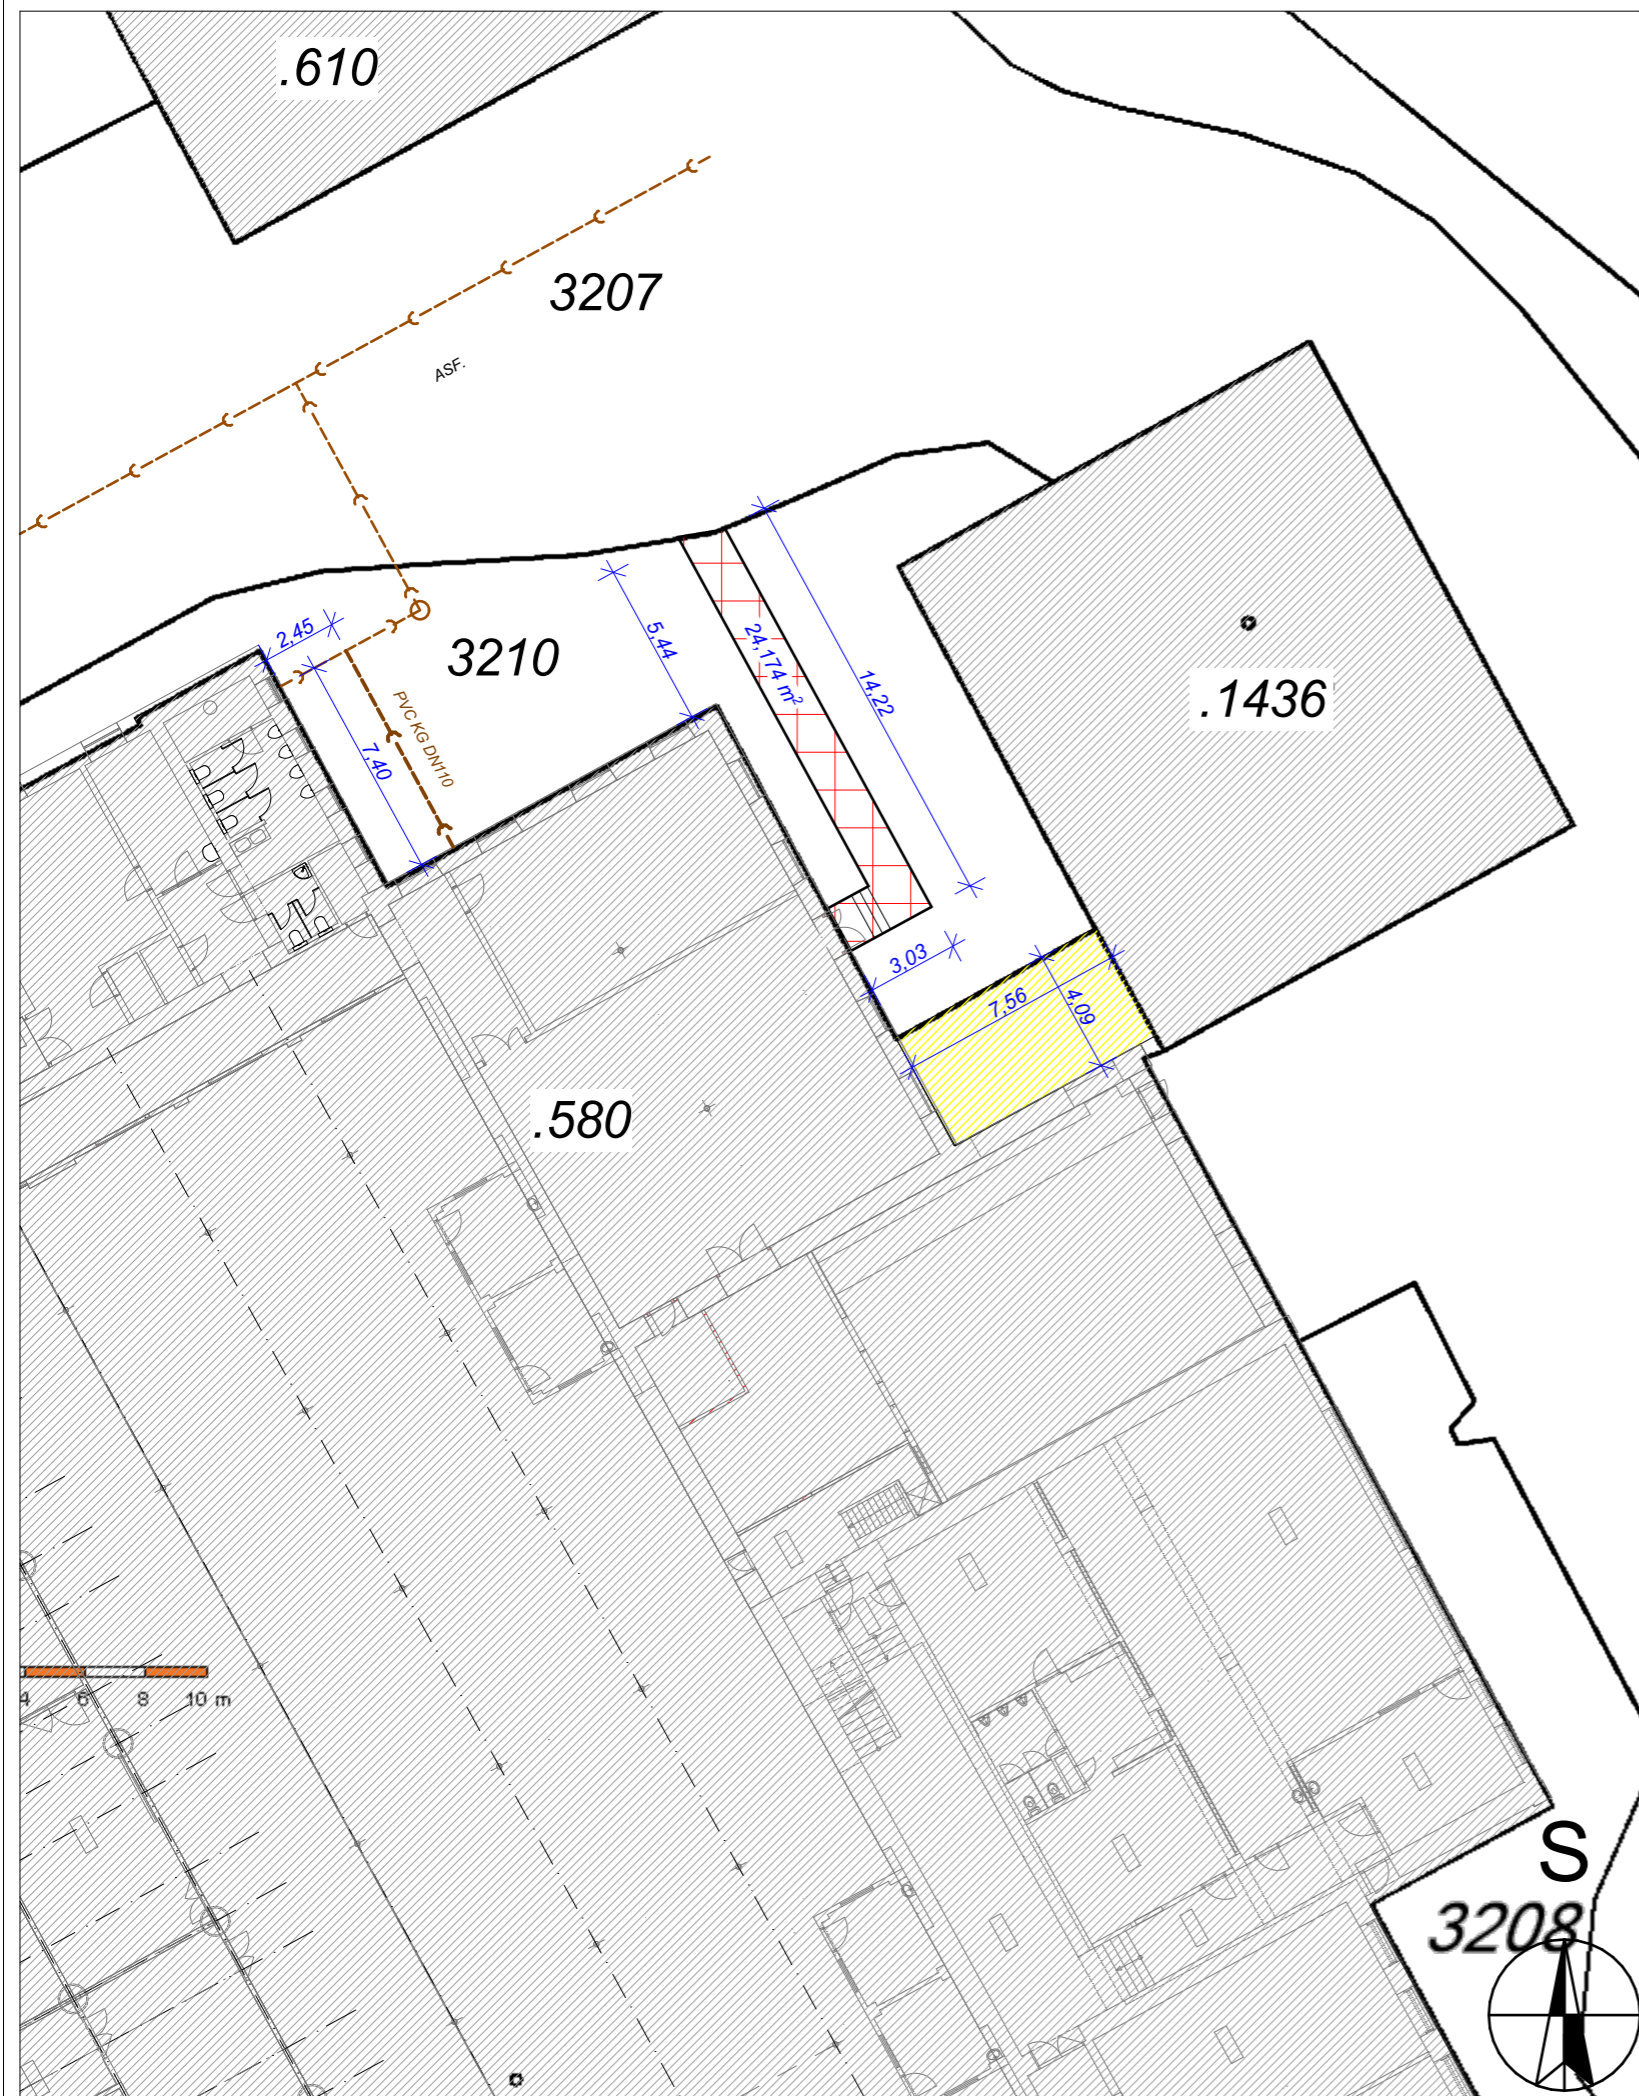 .610
3207
ASF.
2,45
3210
5,44
24,174 m²
14,22
.1436
PVC KG DN110
7,40
3,03
7,56
4,09
.580
4 6 8 10 m
S
3208